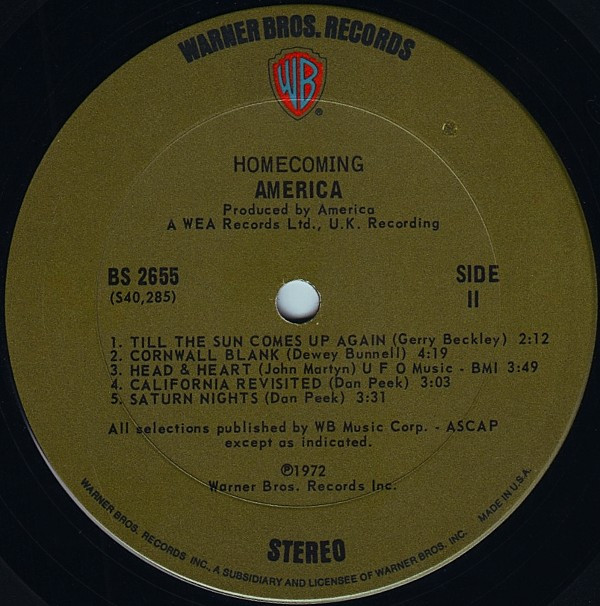 WARNER BROS. RECORDS
WB
®
HOMECOMING
AMERICA
Produced by America
A WEA Records Ltd., U.K. Recording
BS 2655
(S40,285)
SIDE
II
1. TILL THE SUN COMES UP AGAIN (Gerry Beckley) 2:12
2. CORNWALL BLANK (Dewey Bunnell) 4:19
3. HEAD & HEART (John Martyn) U F O Music - BMI 3:49
4. CALIFORNIA REVISITED (Dan Peek) 3:03
5. SATURN NIGHTS (Dan Peek) 3:31
All selections published by WB Music Corp. - ASCAP
except as indicated.
℗1972
Warner Bros. Records Inc.
STEREO
WARNER BROS. RECORDS INC., A SUBSIDIARY AND LICENSEE OF WARNER BROS. INC.
MADE IN U.S.A.